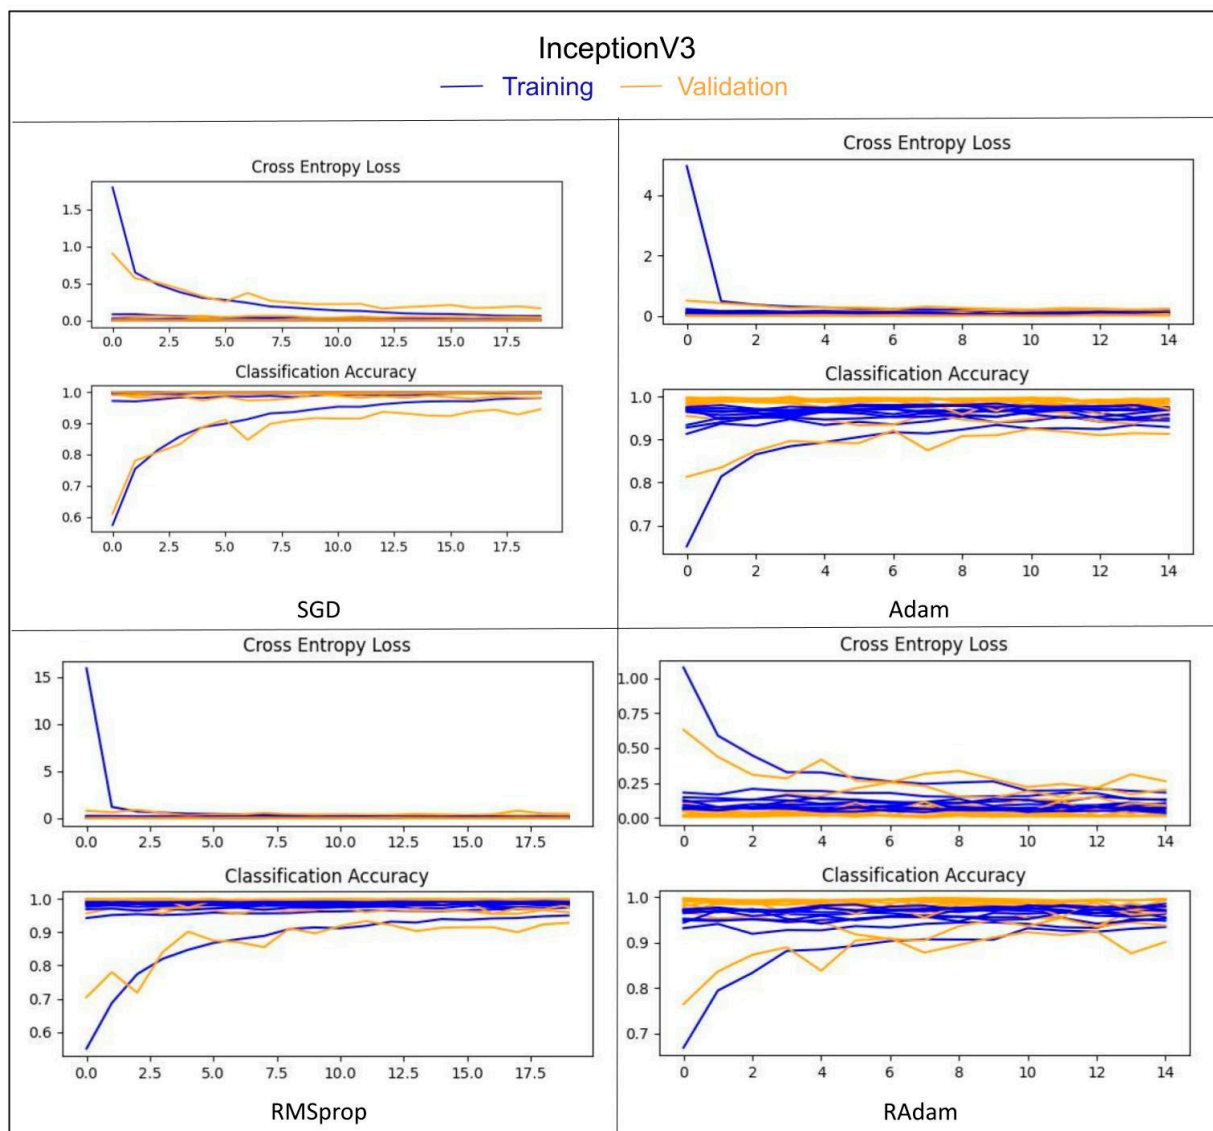 InceptionV3
Training Validation
Cross Entropy Loss
1.5
1.0
0.5
0.0
0.0 2.5 5.0 7.5 10.0 12.5 15.0 17.5
Classification Accuracy
1.0
0.9
0.8
0.7
0.6
0.0 2.5 5.0 7.5 10.0 12.5 15.0 17.5
SGD
Cross Entropy Loss
4
2
0
0 2 4 6 8 10 12 14
Classification Accuracy
1.0
0.9
0.8
0.7
0 2 4 6 8 10 12 14
Adam
Cross Entropy Loss
15
10
5
0
0.0 2.5 5.0 7.5 10.0 12.5 15.0 17.5
Classification Accuracy
1.0
0.9
0.8
0.7
0.6
0.0 2.5 5.0 7.5 10.0 12.5 15.0 17.5
RMSprop
Cross Entropy Loss
1.00
0.75
0.50
0.25
0.00
0 2 4 6 8 10 12 14
Classification Accuracy
1.0
0.9
0.8
0.7
0 2 4 6 8 10 12 14
RAdam